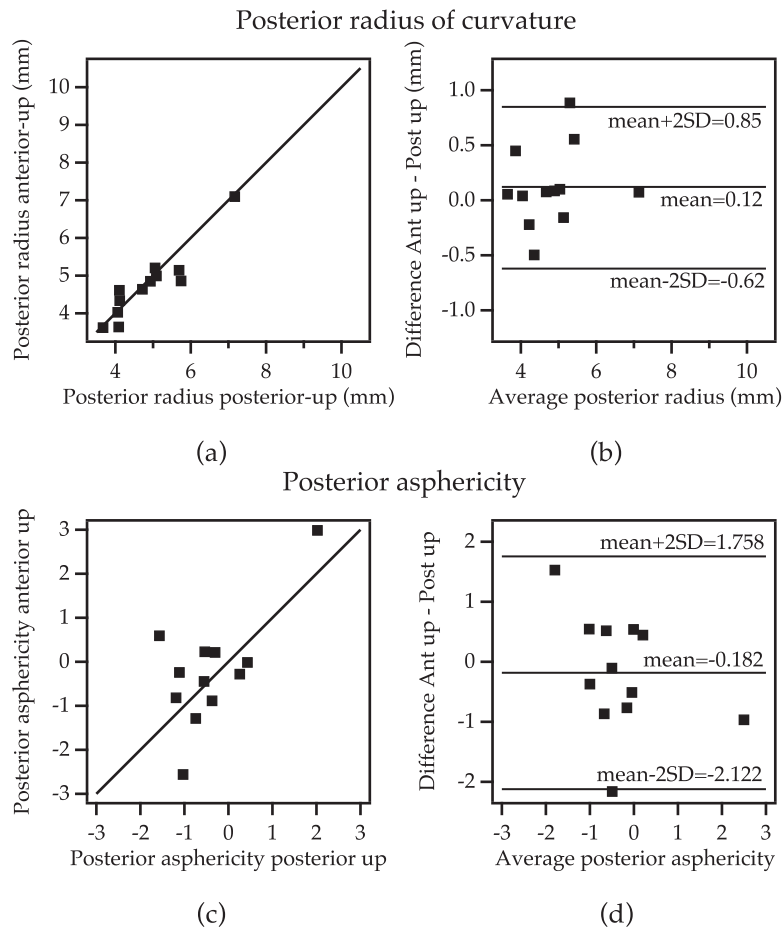 Posterior radius of curvature
Posterior radius anterior-up (mm)
10
9
8
7
6
5
4
4
6
8
10
Posterior radius posterior-up (mm)
(a)
Difference Ant up - Post up (mm)
1.0
0.5
0.0
-0.5
-1.0
mean+2SD=0.85
mean=0.12
mean-2SD=-0.62
4
6
8
10
Average posterior radius (mm)
(b)
Posterior asphericity
Posterior asphericity anterior up
3
2
1
0
-1
-2
-3
-3
-2
-1
0
1
2
3
Posterior asphericity posterior up
(c)
Difference Ant up - Post up
2
1
0
-1
-2
mean+2SD=1.758
mean=-0.182
mean-2SD=-2.122
-3
-2
-1
0
1
2
3
Average posterior asphericity
(d)